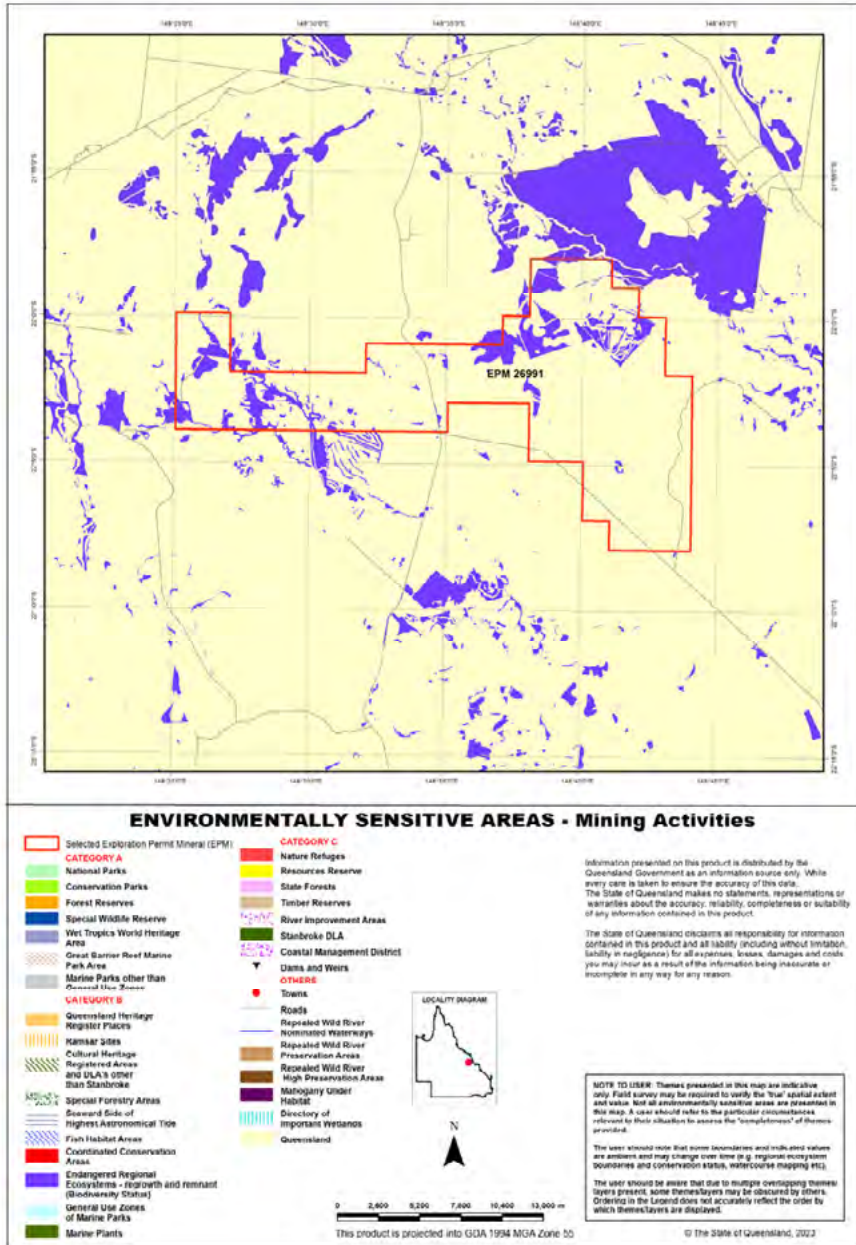 EPM 26991
ENVIRONMENTALLY SENSITIVE AREAS - Mining Activities
Selected Exploration Permit Mineral (EPM)
CATEGORY A
National Parks
Conservation Parks
Forest Reserves
Special Wildlife Reserve
Wet Tropics World Heritage
Area
Great Barrier Reef Marine
Park Area
Marine Parks other than
General Use Zones
CATEGORY B
Queensland Heritage
Register Places
Ramsar Sites
Cultural Heritage
Registered Areas
and DLA's other
than Stanbroke
Special Forestry Areas
Seaward Side of
Highest Astronomical Tide
Fish Habitat Areas
Coordinated Conservation
Areas
Endangered Regional
Ecosystems - regrowth and remnant
(Biodiversity Status)
General Use Zones
of Marine Parks
Marine Plants
CATEGORY C
Nature Refuges
Resources Reserve
State Forests
Timber Reserves
River Improvement Areas
Stanbroke DLA
Coastal Management District
Dams and Weirs
OTHERS
Towns
Roads
Repealed Wild River
Nominated Waterways
Repealed Wild River
Preservation Areas
Repealed Wild River
High Preservation Areas
Mahogany Glider
Habitat
Directory of
Important Wetlands
Queensland
LOCALITY DIAGRAM
N
0 2,600 5,200 7,800 10,400 13,000 m
This product is projected into GDA 1994 MGA Zone 55
Information presented on this product is distributed by the
Queensland Government as an information source only. While
every care is taken to ensure the accuracy of this data,
The State of Queensland makes no statements, representations or
warranties about the accuracy, reliability, completeness or suitability
of any information contained in this product.
The State of Queensland disclaims all responsibility for information
contained in this product and all liability (including without limitation,
liability in negligence) for all expenses, losses, damages and costs
you may incur as a result of the information being inaccurate or
incomplete in any way for any reason.
NOTE TO USER: Themes presented in this map are indicative
only. Field survey may be required to verify the 'true' spatial extent
and value. Not all environmentally sensitive areas are presented in
this map. A user should refer to the particular circumstances
relevant to their situation to assess the 'completeness' of themes
provided.
The user should note that some boundaries and indicated values
are ambient and may change over time (e.g. regional ecosystem
boundaries and conservation status, watercourse mapping etc).
The user should be aware that due to multiple overlapping themes/
layers present, some themes/layers may be obscured by others.
Ordering in the Legend does not accurately reflect the order by
which themes/layers are displayed.
© The State of Queensland, 2023